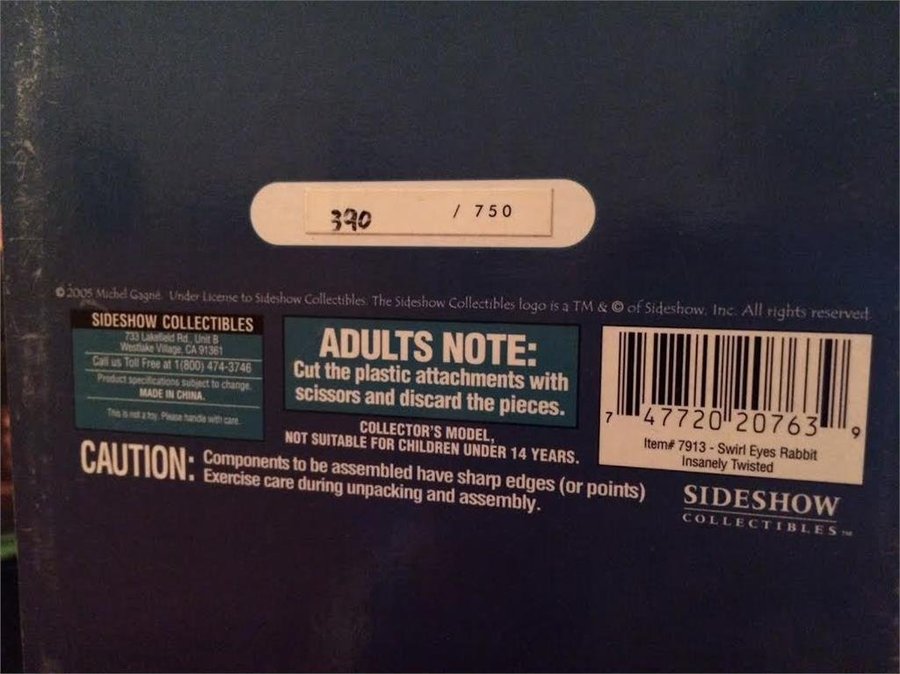 390 / 750
© 2005 Michel Gagné. Under License to Sideshow Collectibles. The Sideshow Collectibles logo is a TM & © of Sideshow, Inc. All rights reserved.
SIDESHOW COLLECTIBLES
733 Lakefield Rd., Unit B
Westlake Village, CA 91361
Call us Toll Free at 1(800) 474-3746
Product specifications subject to change.
MADE IN CHINA.
This is not a toy. Please handle with care.
ADULTS NOTE:
Cut the plastic attachments with
scissors and discard the pieces.
COLLECTOR'S MODEL,
NOT SUITABLE FOR CHILDREN UNDER 14 YEARS.
7 47720 20763 9
Item# 7913 - Swirl Eyes Rabbit
Insanely Twisted
CAUTION: Components to be assembled have sharp edges (or points)
Exercise care during unpacking and assembly.
SIDESHOW
COLLECTIBLES™